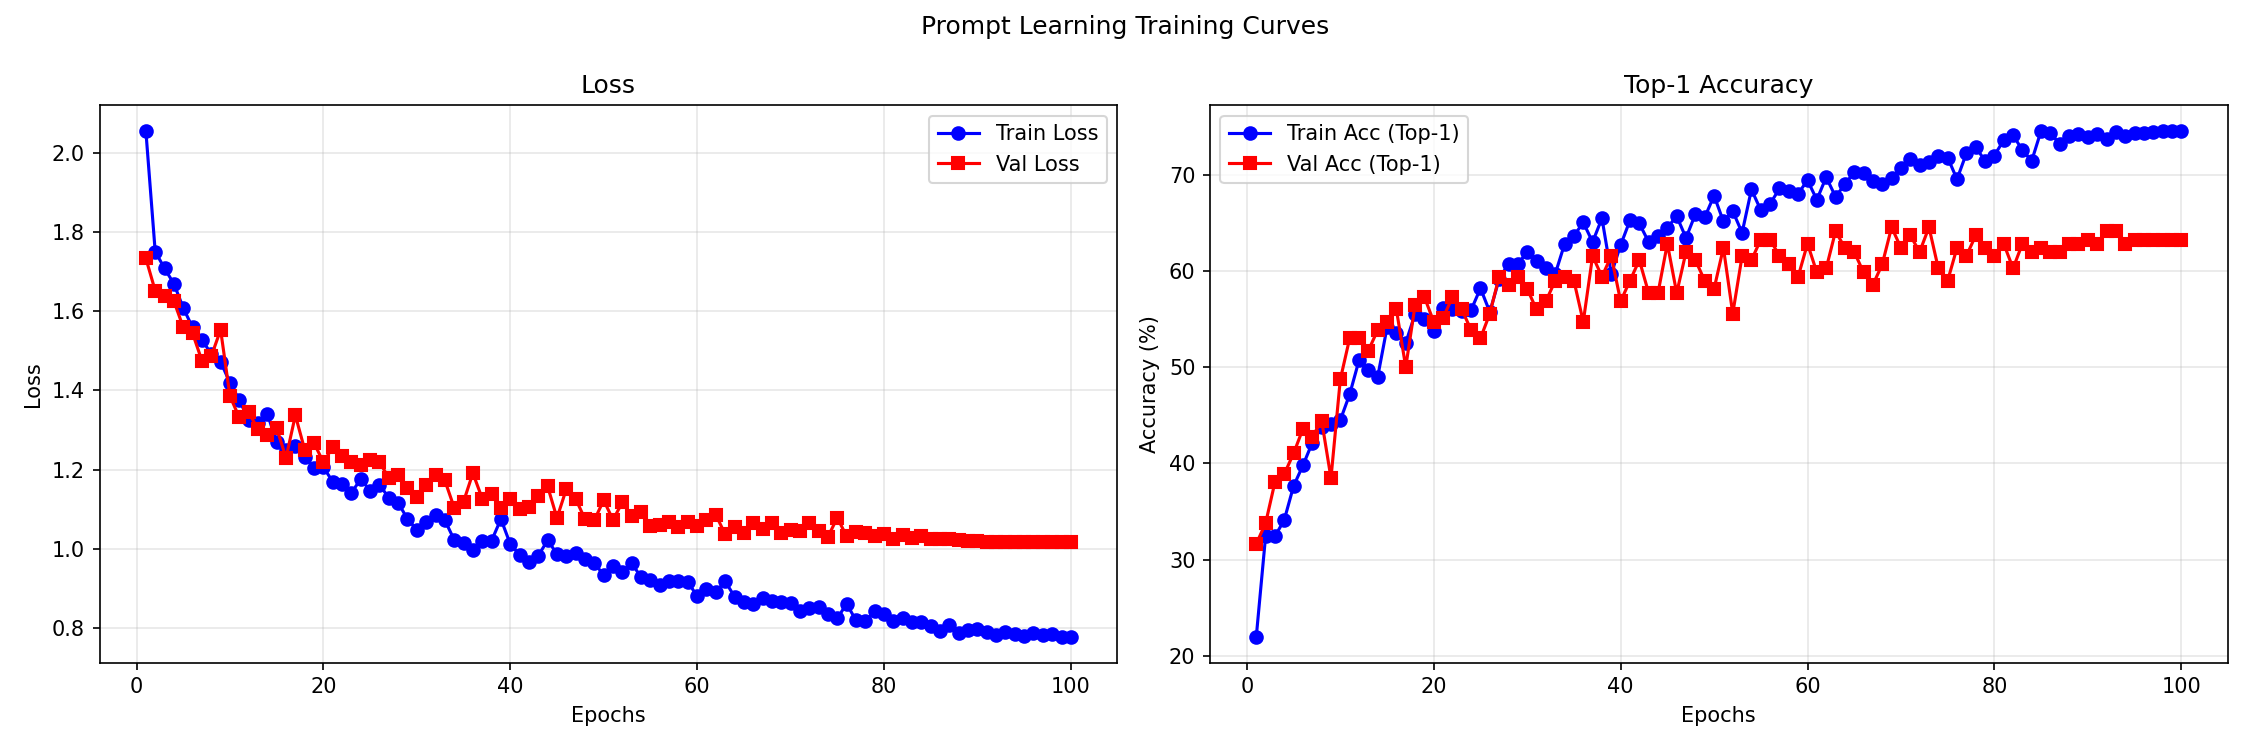 Prompt Learning Training Curves
Loss
Train Loss
Val Loss
Loss
2.0
1.8
1.6
1.4
1.2
1.0
0.8
0
20
40
60
80
100
Epochs
Top-1 Accuracy
Train Acc (Top-1)
Val Acc (Top-1)
Accuracy (%)
70
60
50
40
30
20
0
20
40
60
80
100
Epochs